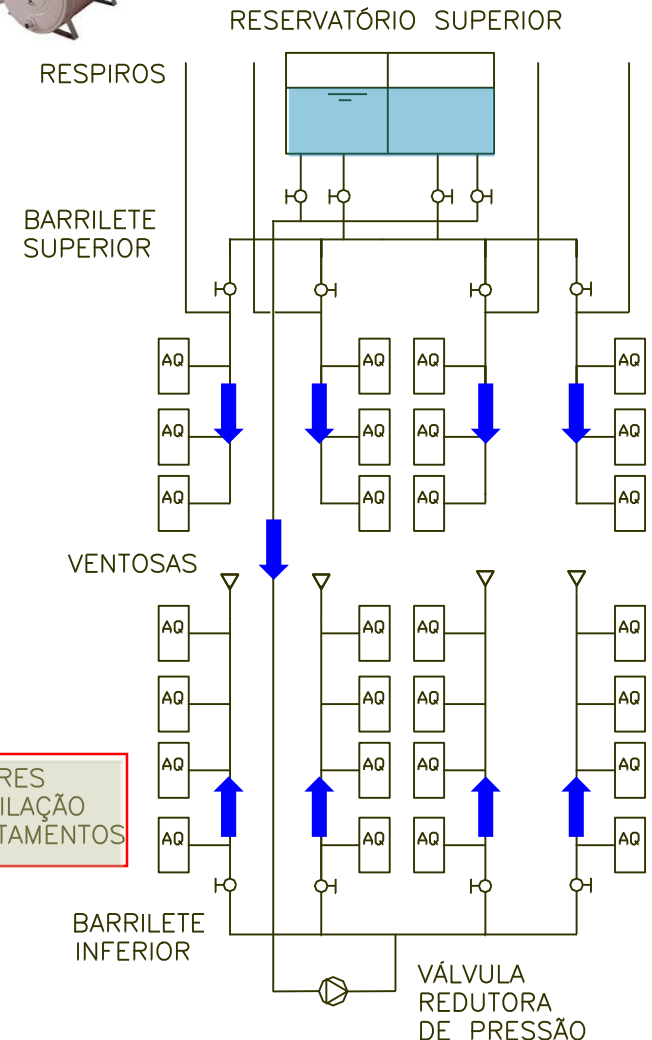 RESERVATÓRIO SUPERIOR
RESPIROS
BARRILETE
SUPERIOR
AQ AQ AQ AQ
AQ AQ AQ AQ
AQ AQ AQ AQ
VENTOSAS
AQ AQ AQ AQ
AQ AQ AQ AQ
AQ AQ AQ AQ
RES
ILAÇÃO
TAMENTOS
AQ AQ AQ AQ
BARRILETE
INFERIOR
VÁLVULA
REDUTORA
DE PRESSÃO